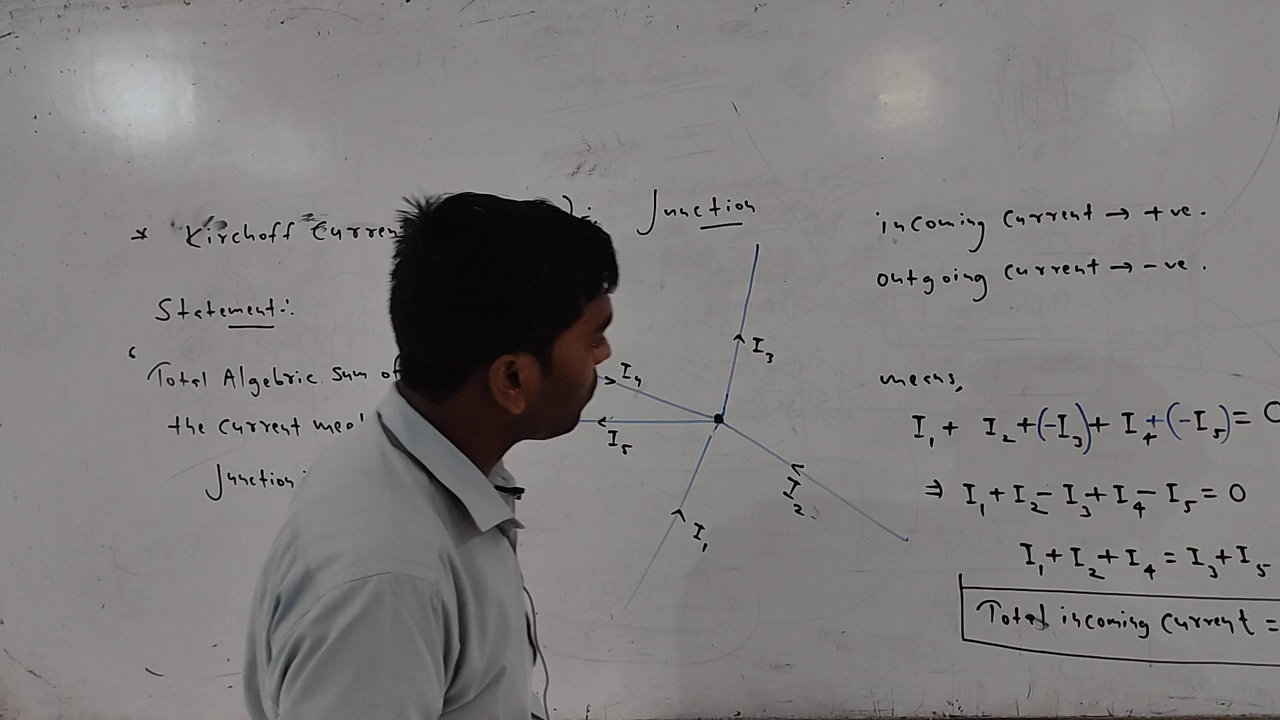 * Kirchoff Curren ): Junction
Statement:
"Total Algebric sum of
the current
Junction
I₃
I₄
I₅
I₂
I₁
incoming current → +ve.
outgoing current → -ve.
means,
I₁ + I₂ +(-I₃)+ I₄ +(-I₅) = 0
⇒ I₁ + I₂ - I₃ + I₄ - I₅ = 0
I₁ + I₂ + I₄ = I₃ + I₅
Total incoming current =